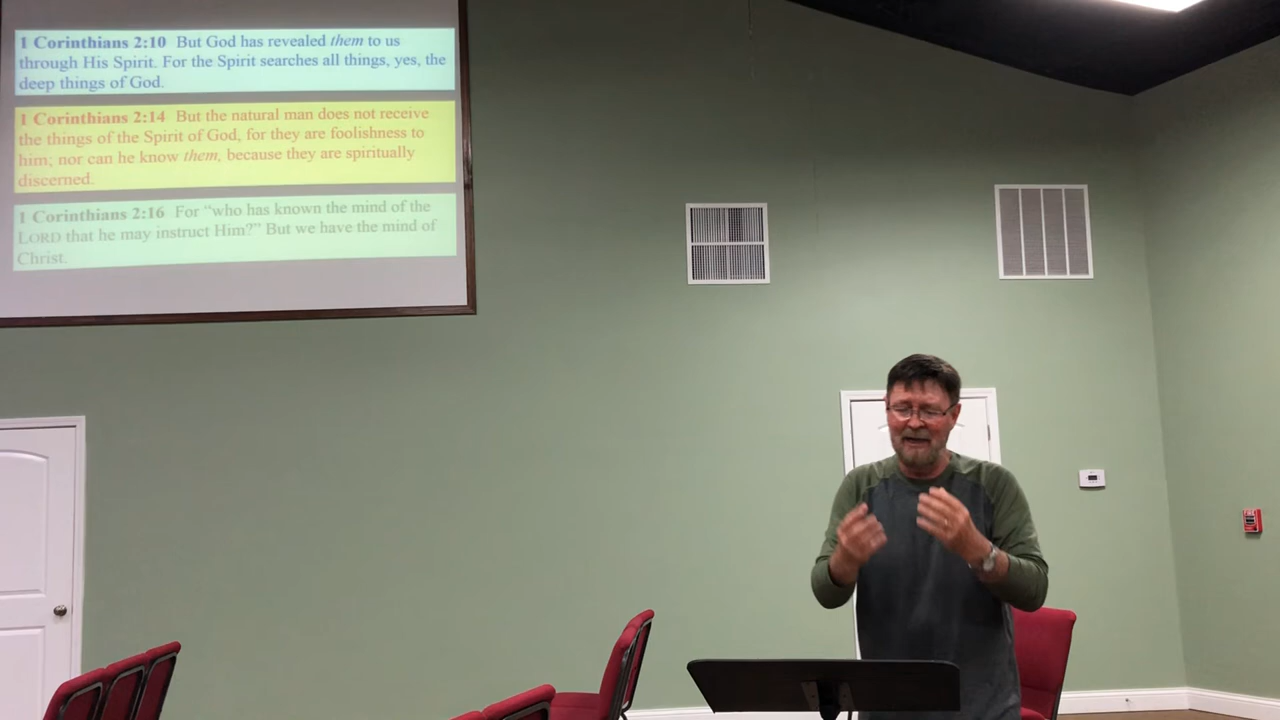 1 Corinthians 2:10 But God has revealed them to us
through His Spirit. For the Spirit searches all things, yes, the
deep things of God.
1 Corinthians 2:14 But the natural man does not receive
the things of the Spirit of God, for they are foolishness to
him; nor can he know them, because they are spiritually
discerned.
1 Corinthians 2:16 For “who has known the mind of the
LORD that he may instruct Him?” But we have the mind of
Christ.
FIRE